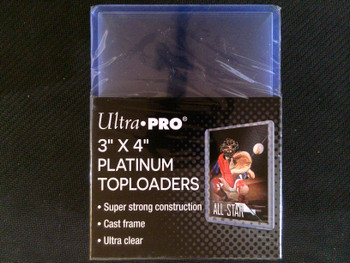 Ultra•PRO®
3" X 4"
PLATINUM
TOPLOADERS
• Super strong construction
• Cast frame
• Ultra clear
ALL-STAR